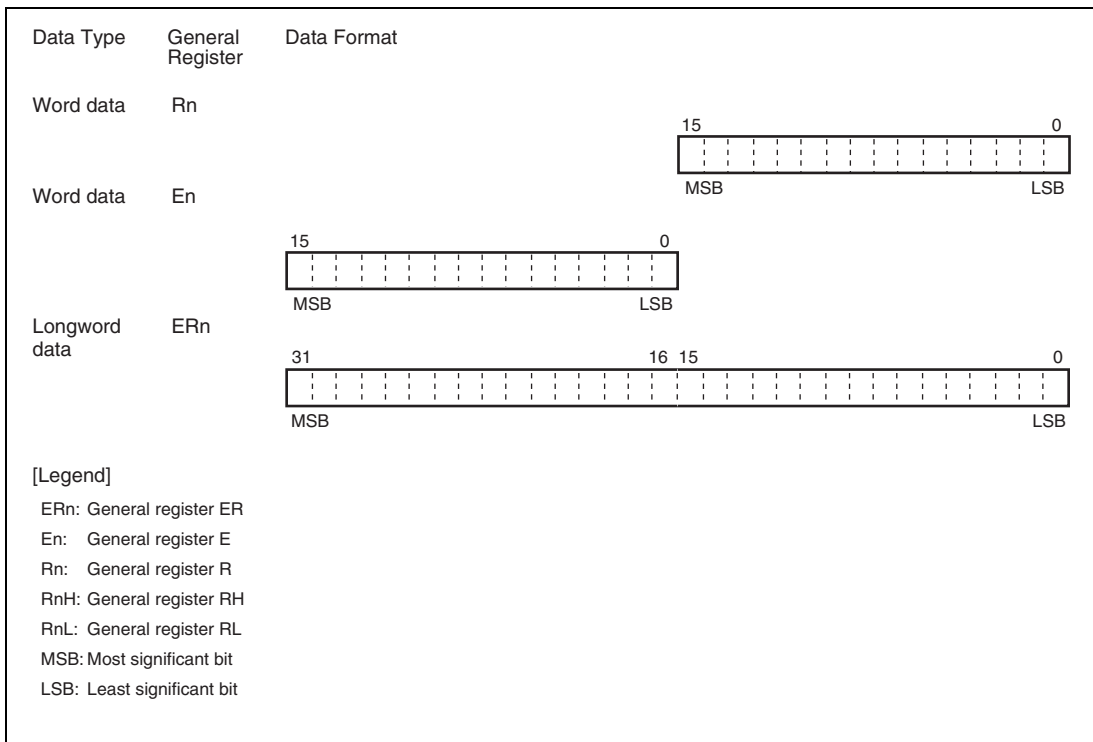 Data Type General Register Data Format
Word data Rn
15 0
MSB LSB
Word data En
15 0
MSB LSB
Longword data ERn
31 16 15 0
MSB LSB
[Legend]
ERn: General register ER
En: General register E
Rn: General register R
RnH: General register RH
RnL: General register RL
MSB: Most significant bit
LSB: Least significant bit